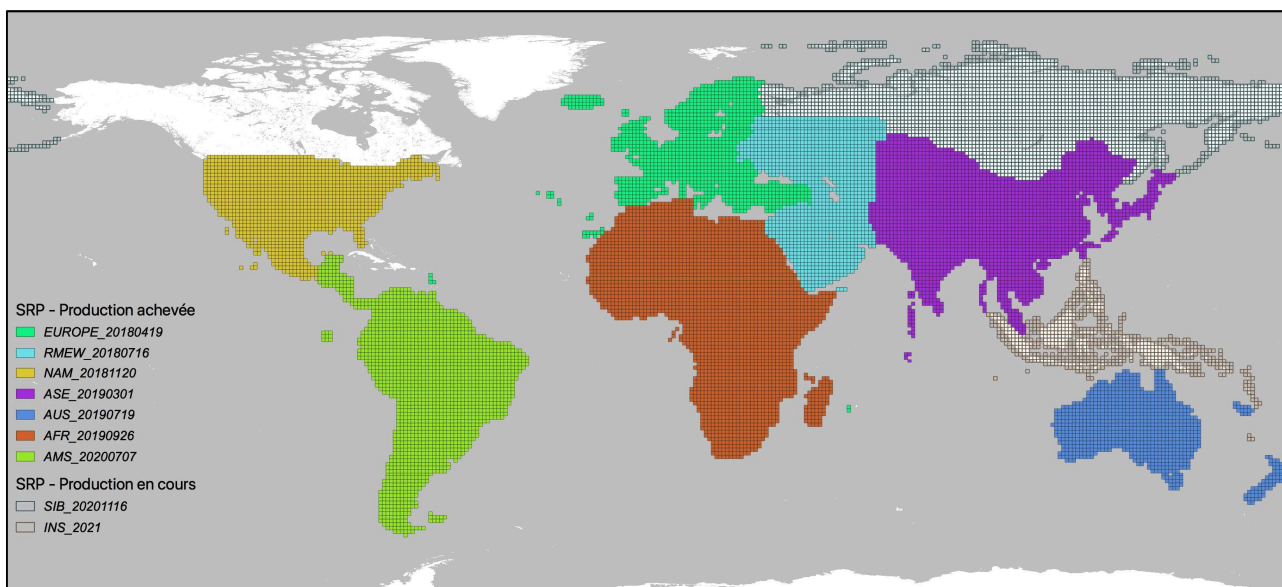 SRP - Production achevée
EUROPE_20180419
RMEW_20180716
NAM_20181120
ASE_20190301
AUS_20190719
AFR_20190926
AMS_20200707
SRP - Production en cours
SIB_20201116
INS_2021